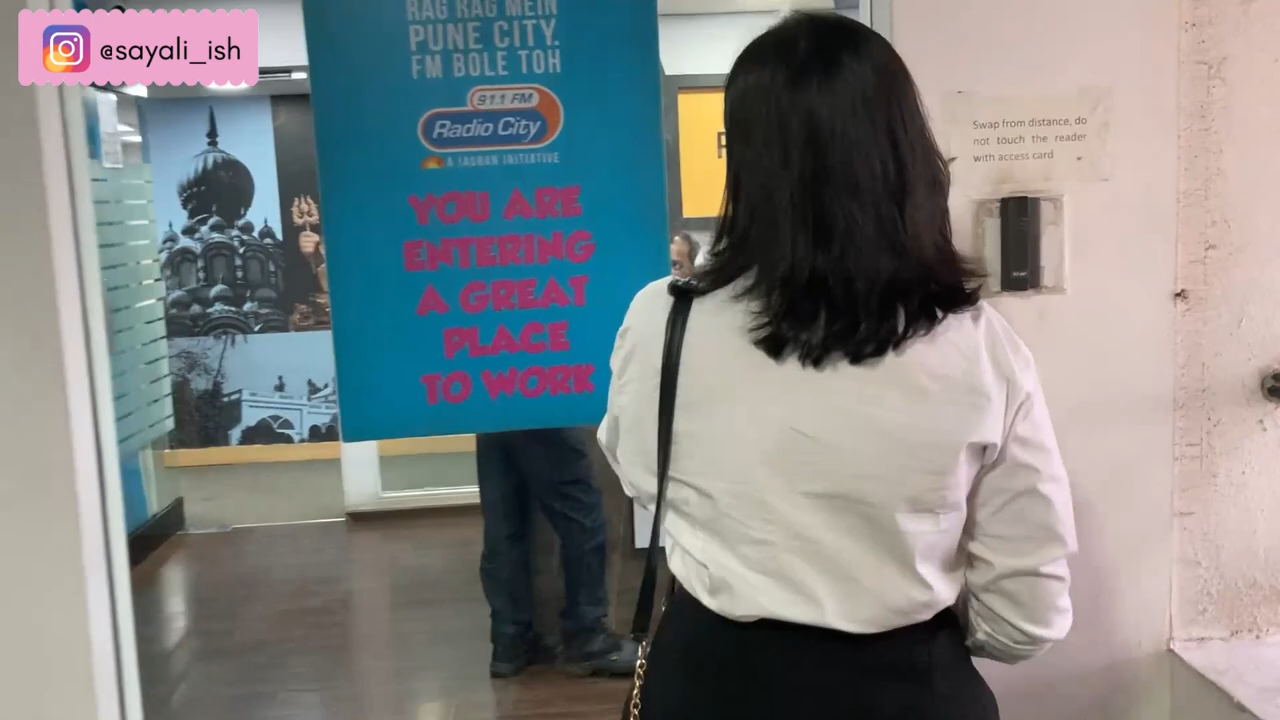 @sayali_ish
RAG RAG MEIN
PUNE CITY.
FM BOLE TOH
91.1 FM
Radio City
A JAGRAN INITIATIVE
YOU ARE
ENTERING
A GREAT
PLACE
TO WORK
Swap from distance, do
not touch the reader
with access card